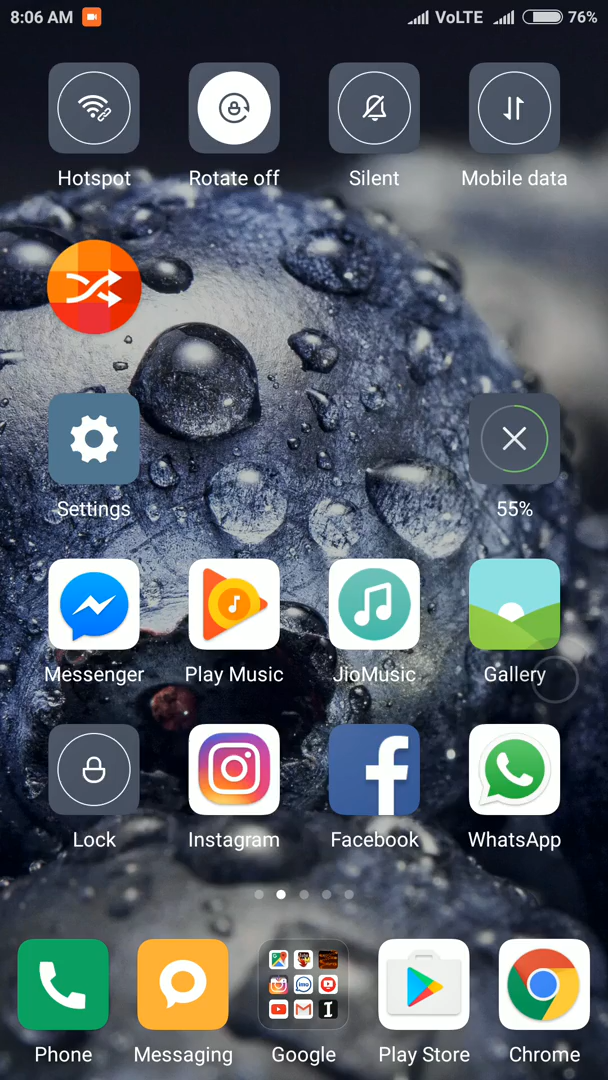 8:06 AM VoLTE 76%
Hotspot Rotate off Silent Mobile data
Settings 55%
Messenger Play Music JioMusic Gallery
Lock Instagram Facebook WhatsApp
Phone Messaging Google Play Store Chrome